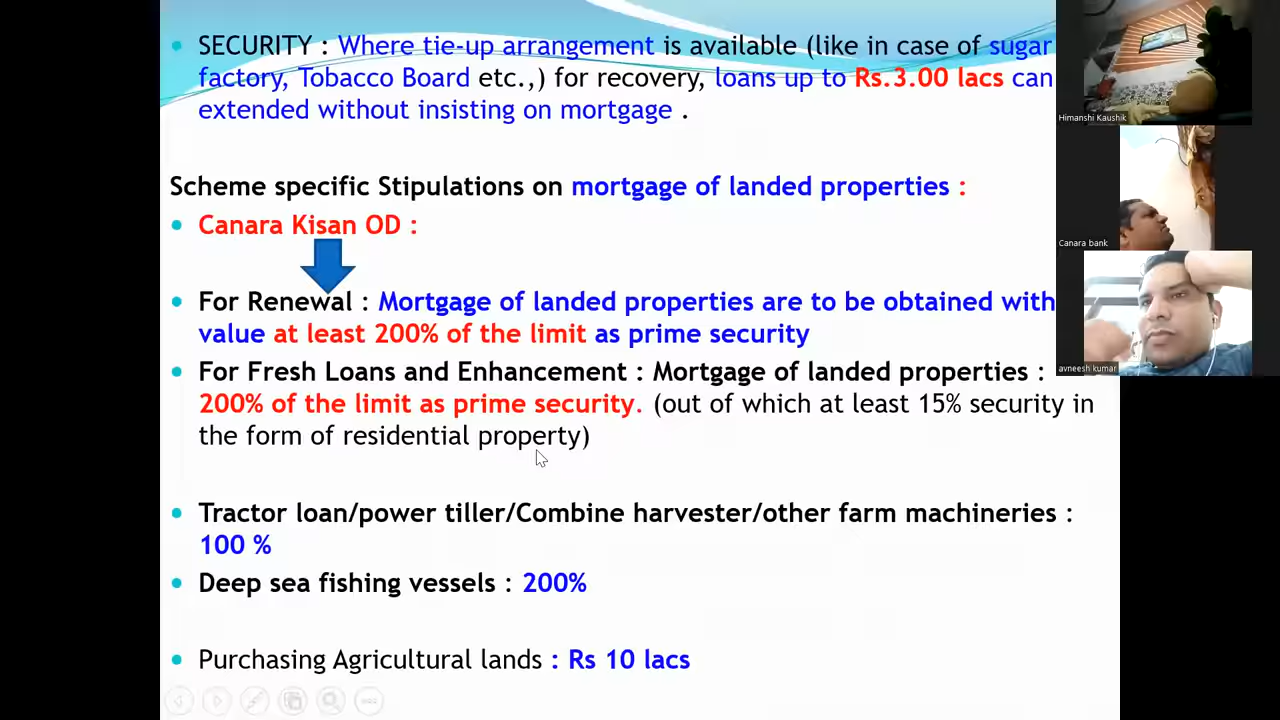 SECURITY : Where tie-up arrangement is available (like in case of sugar
factory, Tobacco Board etc.,) for recovery, loans up to Rs.3.00 lacs can
extended without insisting on mortgage .
Scheme specific Stipulations on mortgage of landed properties :
Canara Kisan OD :
For Renewal : Mortgage of landed properties are to be obtained with
value at least 200% of the limit as prime security
For Fresh Loans and Enhancement : Mortgage of landed properties :
200% of the limit as prime security. (out of which at least 15% security in
the form of residential property)
Tractor loan/power tiller/Combine harvester/other farm machineries :
100 %
Deep sea fishing vessels : 200%
Purchasing Agricultural lands : Rs 10 lacs
Himanshi Kaushik
Canara bank
avneesh kumar